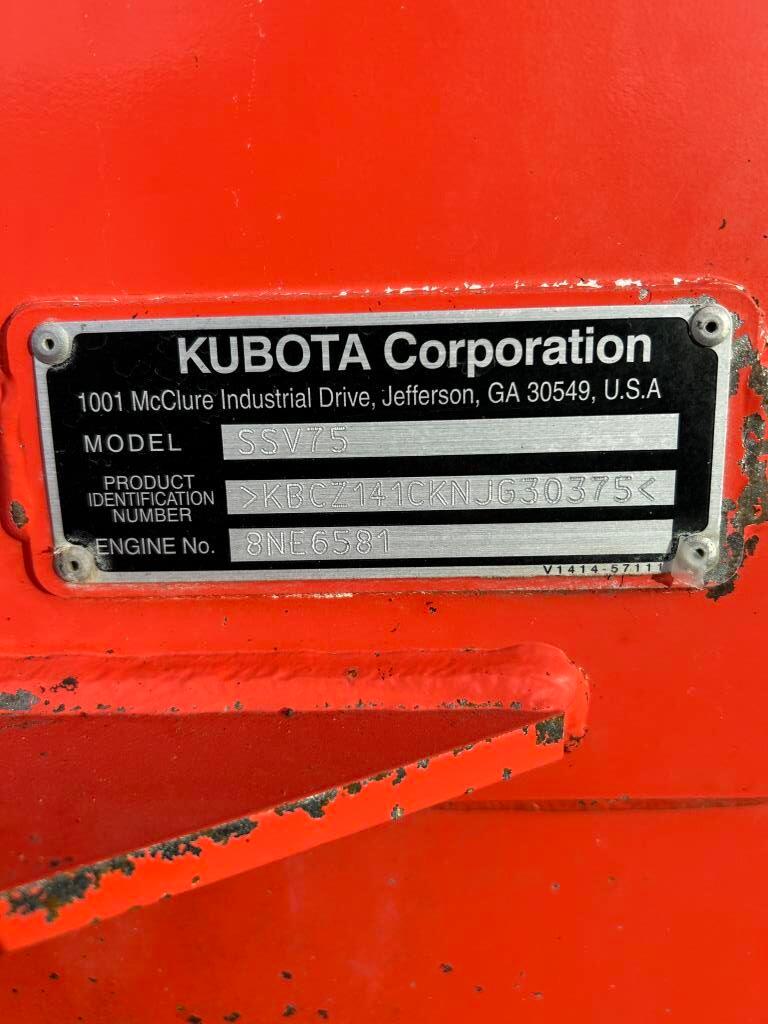 KUBOTA Corporation
1001 McClure Industrial Drive, Jefferson, GA 30549, U.S.A
MODEL SSV75
PRODUCT
IDENTIFICATION >KBCZ141CKNJG30375<
NUMBER
ENGINE No. 8NE6581
V1414-57111